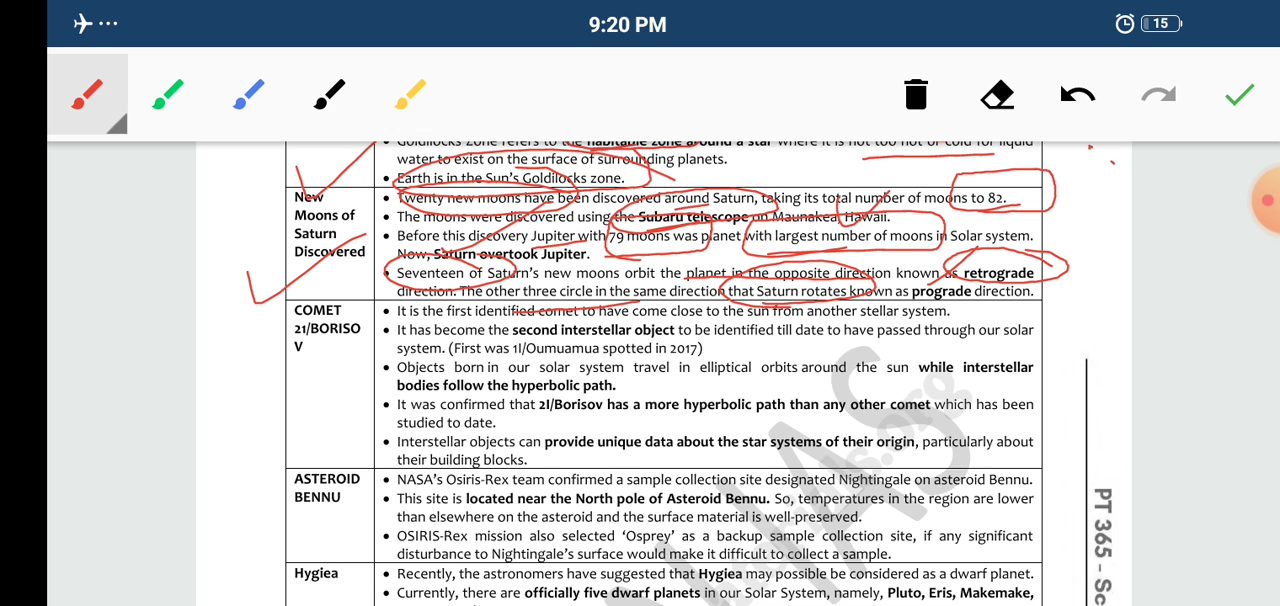 9:20 PM
15
Goldilocks Zone refers to the habitable zone around a star where it is not too hot or cold for liquid
water to exist on the surface of surrounding planets.
• Earth is in the Sun's Goldilocks zone.
New Moons of Saturn Discovered
• Twenty new moons have been discovered around Saturn, taking its total number of moons to 82.
• The moons were discovered using the Subaru telescope on Maunakea, Hawaii.
• Before this discovery Jupiter with 79 moons was planet with largest number of moons in Solar system.
Now, Saturn overtook Jupiter.
• Seventeen of Saturn's new moons orbit the planet in the opposite direction known as retrograde
direction. The other three circle in the same direction that Saturn rotates known as prograde direction.
COMET
21/BORISO
V
• It is the first identified comet to have come close to the sun from another stellar system.
• It has become the second interstellar object to be identified till date to have passed through our solar
system. (First was 1I/Oumuamua spotted in 2017)
• Objects born in our solar system travel in elliptical orbits around the sun while interstellar
bodies follow the hyperbolic path.
• It was confirmed that 2I/Borisov has a more hyperbolic path than any other comet which has been
studied to date.
• Interstellar objects can provide unique data about the star systems of their origin, particularly about
their building blocks.
ASTEROID
BENNU
• NASA's Osiris-Rex team confirmed a sample collection site designated Nightingale on asteroid Bennu.
• This site is located near the North pole of Asteroid Bennu. So, temperatures in the region are lower
than elsewhere on the asteroid and the surface material is well-preserved.
• OSIRIS-Rex mission also selected 'Osprey' as a backup sample collection site, if any significant
disturbance to Nightingale's surface would make it difficult to collect a sample.
Hygiea
• Recently, the astronomers have suggested that Hygiea may possible be considered as a dwarf planet.
• Currently, there are officially five dwarf planets in our Solar System, namely, Pluto, Eris, Makemake,
PT 365 - Sc